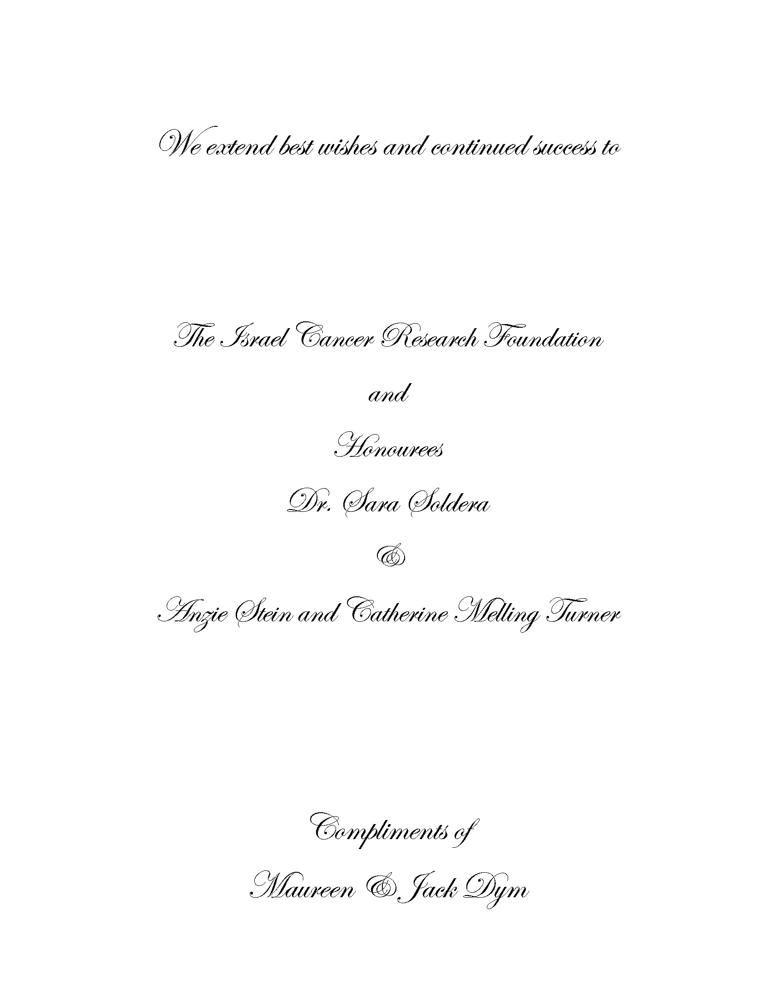 We extend best wishes and continued success to
The Israel Cancer Research Foundation
and
Honourees
Dr. Sara Soldera
&
Anzie Stein and Catherine Melling Turner
Compliments of
Maureen & Jack Dym